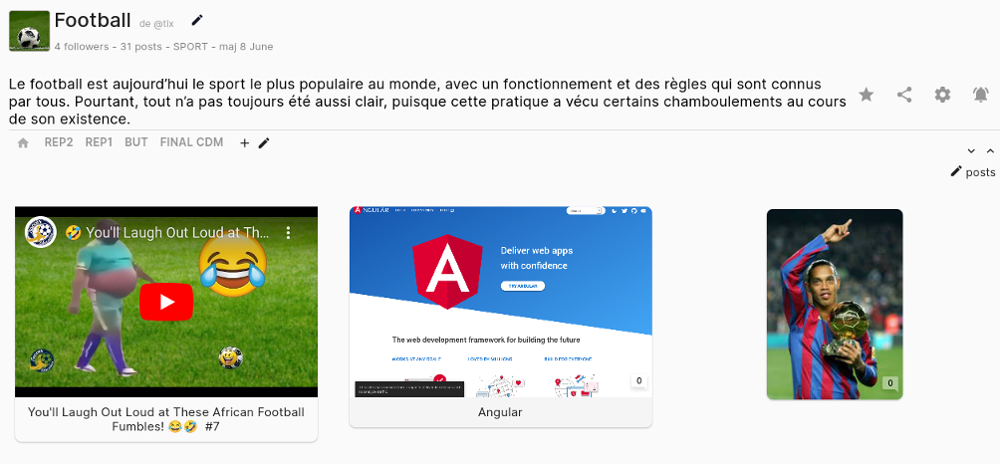 Football de @tix
4 followers - 31 posts - SPORT - maj 8 June
Le football est aujourd’hui le sport le plus populaire au monde, avec un fonctionnement et des règles qui sont connus
par tous. Pourtant, tout n’a pas toujours été aussi clair, puisque cette pratique a vécu certains chamboulements au cours
de son existence.
REP2 REP1 BUT FINAL CDM
posts
🤣 You'll Laugh Out Loud at Th...
You'll Laugh Out Loud at These African Football
Fumbles! 😂🤣 #7
ANGULAR
Deliver web apps
with confidence
TRY ANGULAR
The web development framework for building the future
WORKS AT ANY SCALE LOVED BY MILLIONS BUILD FOR EVERYONE
0
Angular
0